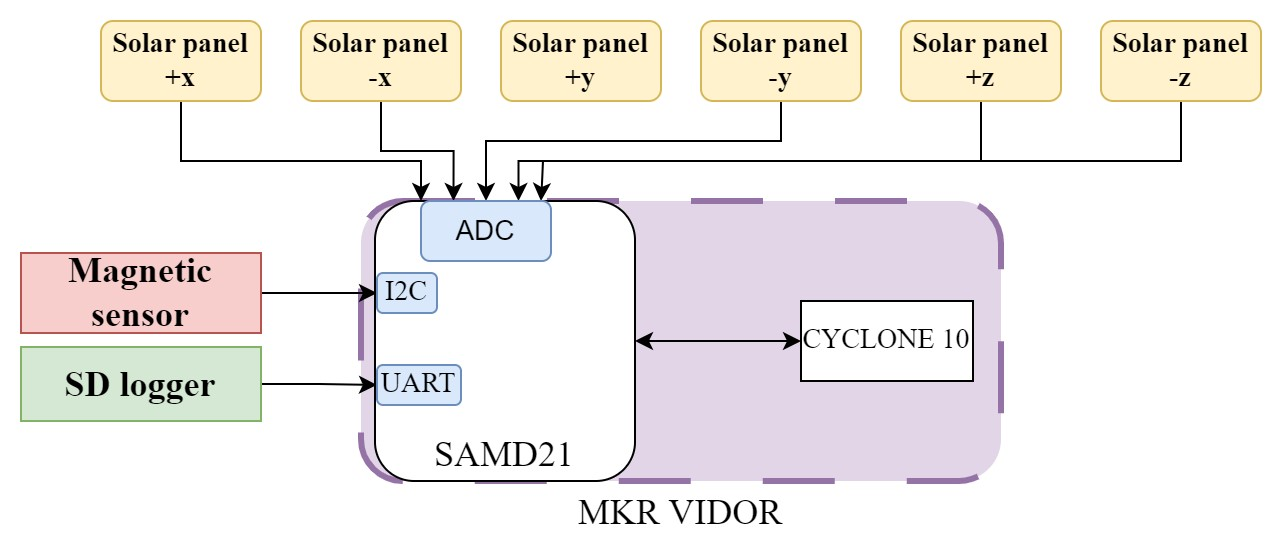 Solar panel
+x
Solar panel
-x
Solar panel
+y
Solar panel
-y
Solar panel
+z
Solar panel
-z
ADC
Magnetic
sensor
I2C
CYCLONE 10
SD logger
UART
SAMD21
MKR VIDOR